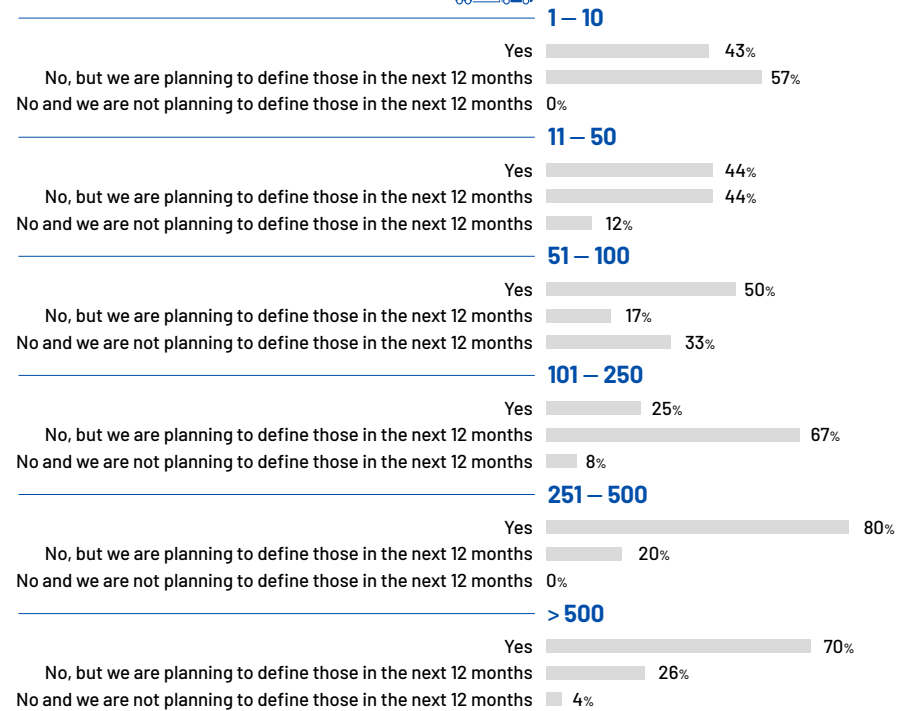 1 – 10
Yes 43%
No, but we are planning to define those in the next 12 months 57%
No and we are not planning to define those in the next 12 months 0%
11 – 50
Yes 44%
No, but we are planning to define those in the next 12 months 44%
No and we are not planning to define those in the next 12 months 12%
51 – 100
Yes 50%
No, but we are planning to define those in the next 12 months 17%
No and we are not planning to define those in the next 12 months 33%
101 – 250
Yes 25%
No, but we are planning to define those in the next 12 months 67%
No and we are not planning to define those in the next 12 months 8%
251 – 500
Yes 80%
No, but we are planning to define those in the next 12 months 20%
No and we are not planning to define those in the next 12 months 0%
> 500
Yes 70%
No, but we are planning to define those in the next 12 months 26%
No and we are not planning to define those in the next 12 months 4%